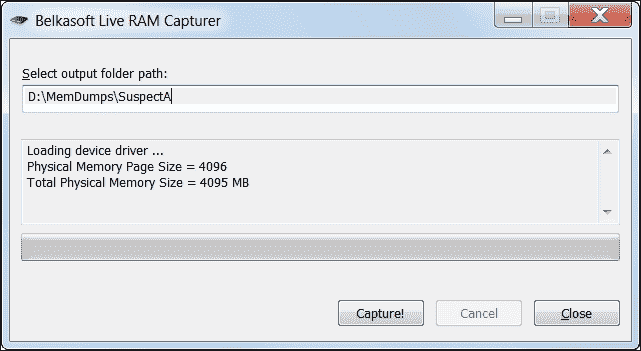 Belkasoft Live RAM Capturer
Select output folder path:
D:\MemDumps\SuspectA
Loading device driver ...
Physical Memory Page Size = 4096
Total Physical Memory Size = 4095 MB
Capture! Cancel Close